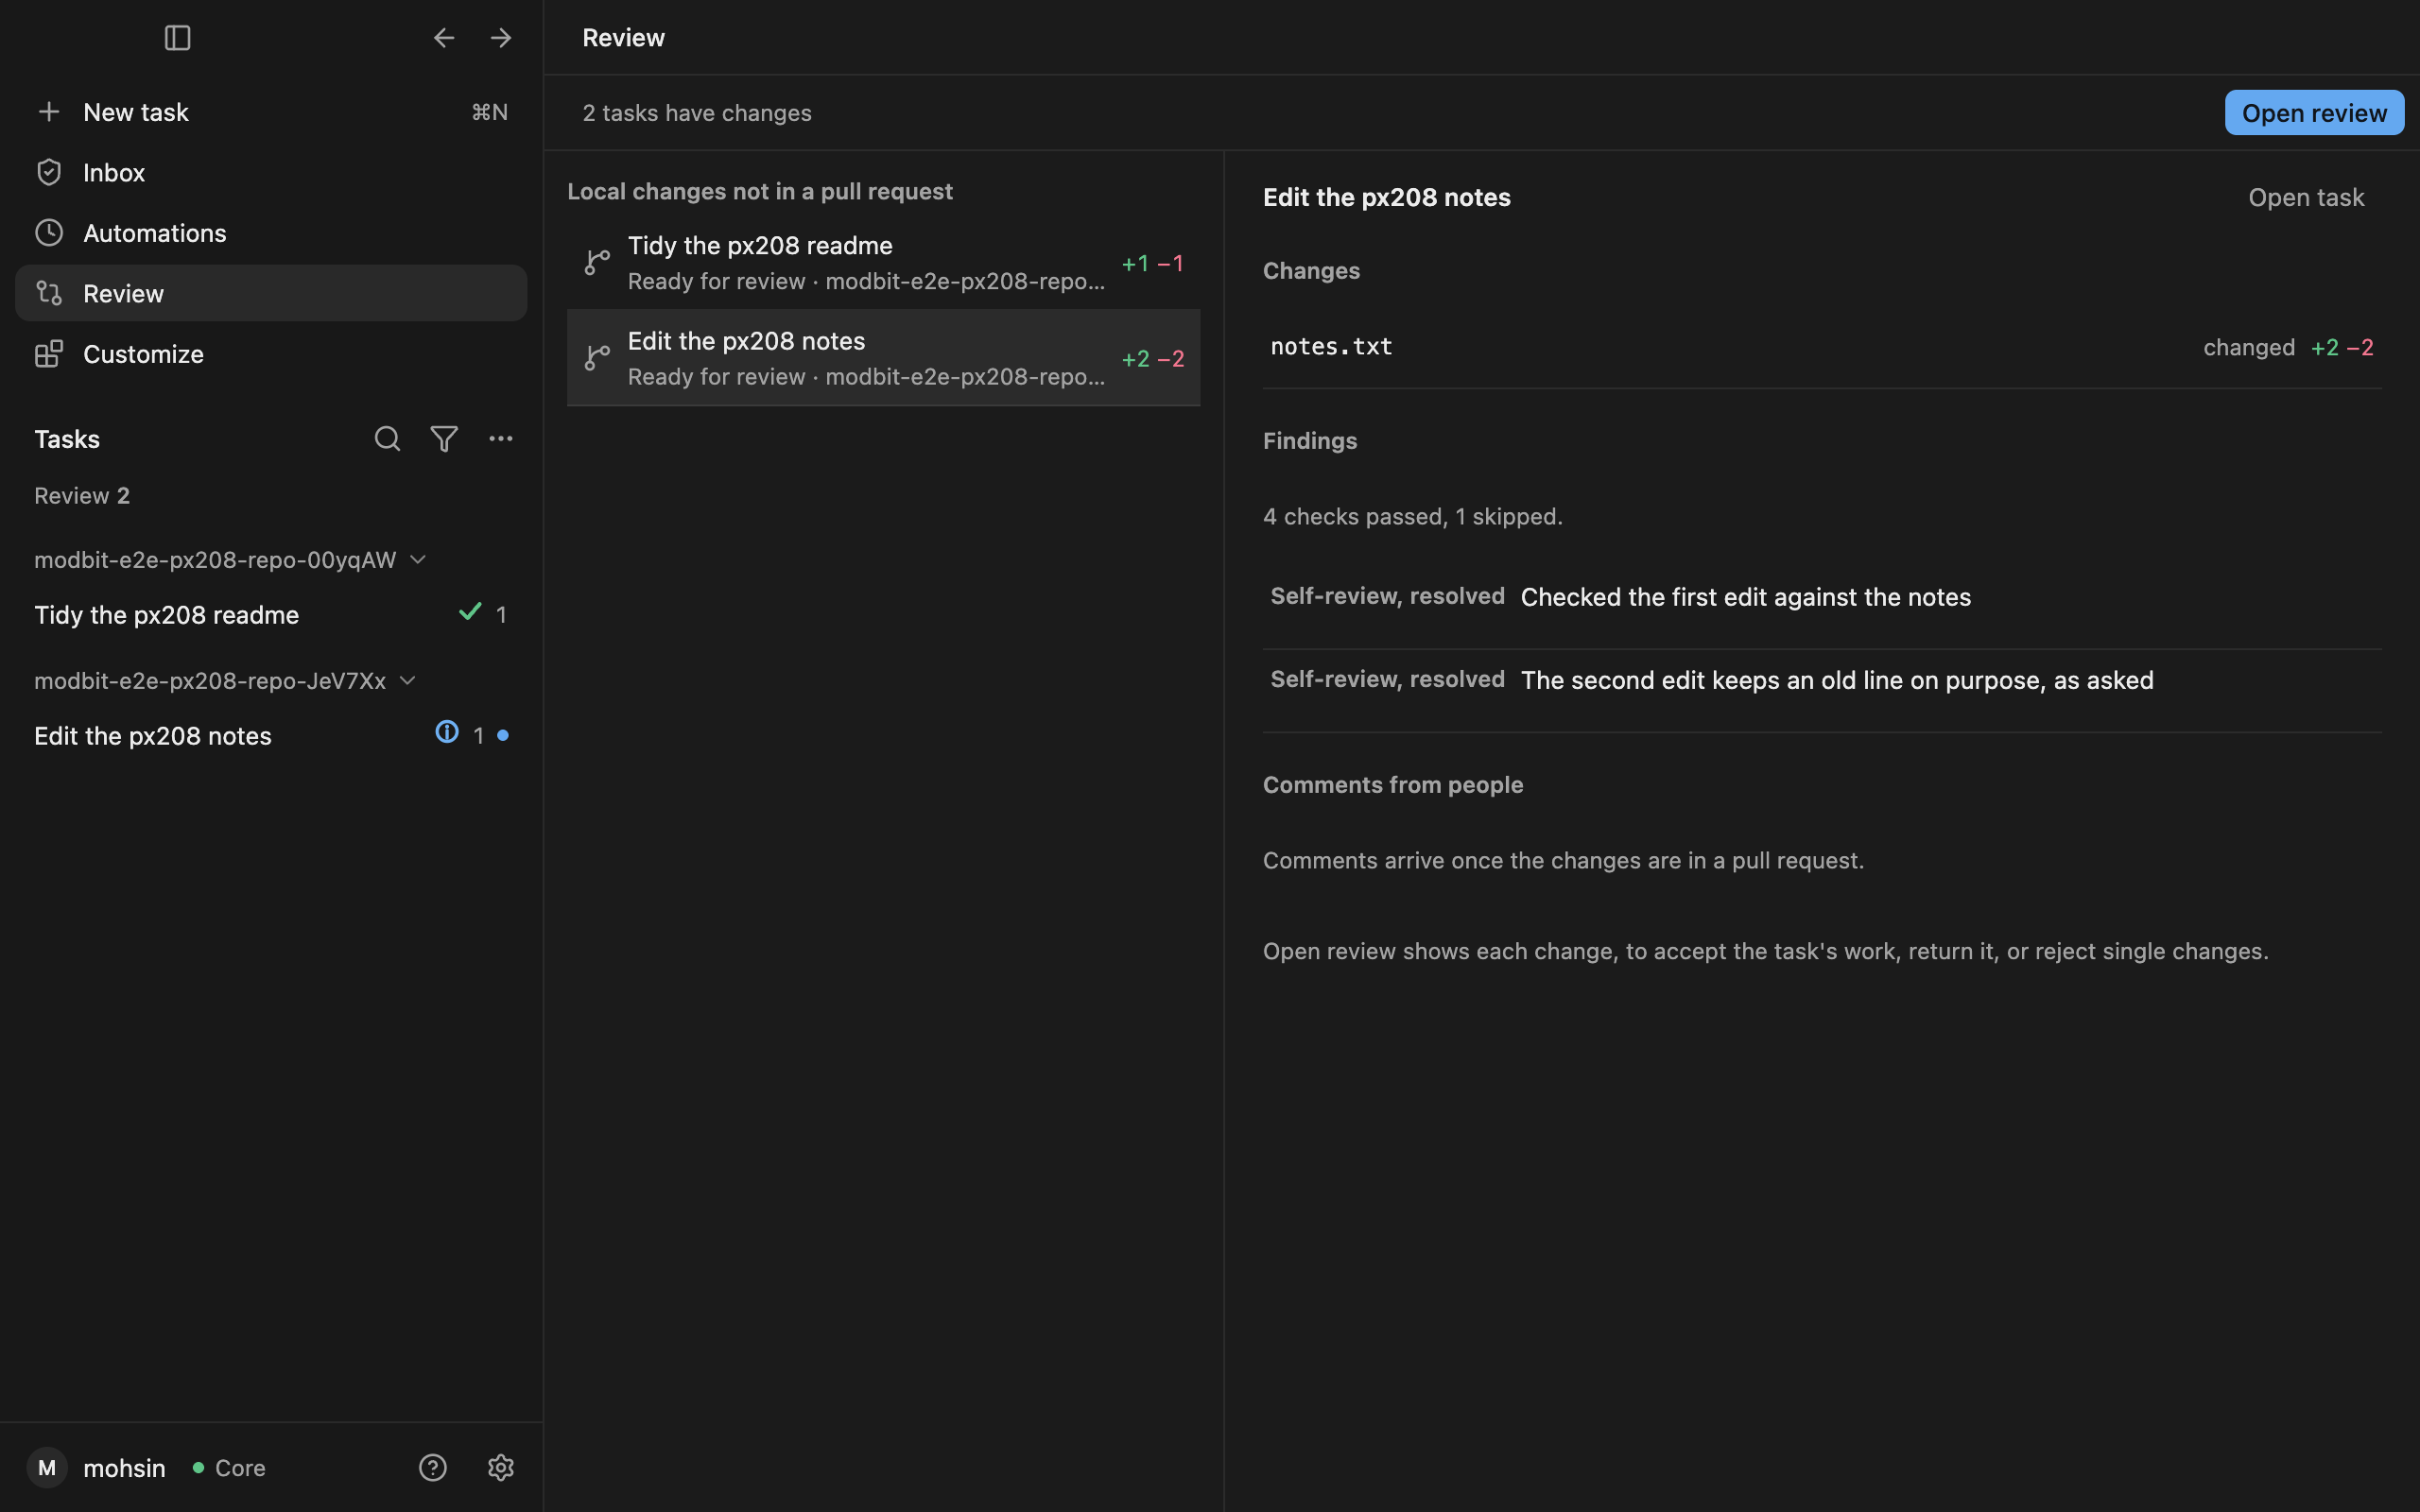 Review
New task ⌘N
Inbox
Automations
Review
Customize
Tasks
Review 2
modbit-e2e-px208-repo-00yqAW
Tidy the px208 readme 1
modbit-e2e-px208-repo-JeV7Xx
Edit the px208 notes 1
M mohsin Core
2 tasks have changes
Open review
Local changes not in a pull request
Tidy the px208 readme
Ready for review · modbit-e2e-px208-repo... +1 −1
Edit the px208 notes
Ready for review · modbit-e2e-px208-repo... +2 −2
Edit the px208 notes
Open task
Changes
notes.txt changed +2 −2
Findings
4 checks passed, 1 skipped.
Self-review, resolved Checked the first edit against the notes
Self-review, resolved The second edit keeps an old line on purpose, as asked
Comments from people
Comments arrive once the changes are in a pull request.
Open review shows each change, to accept the task's work, return it, or reject single changes.